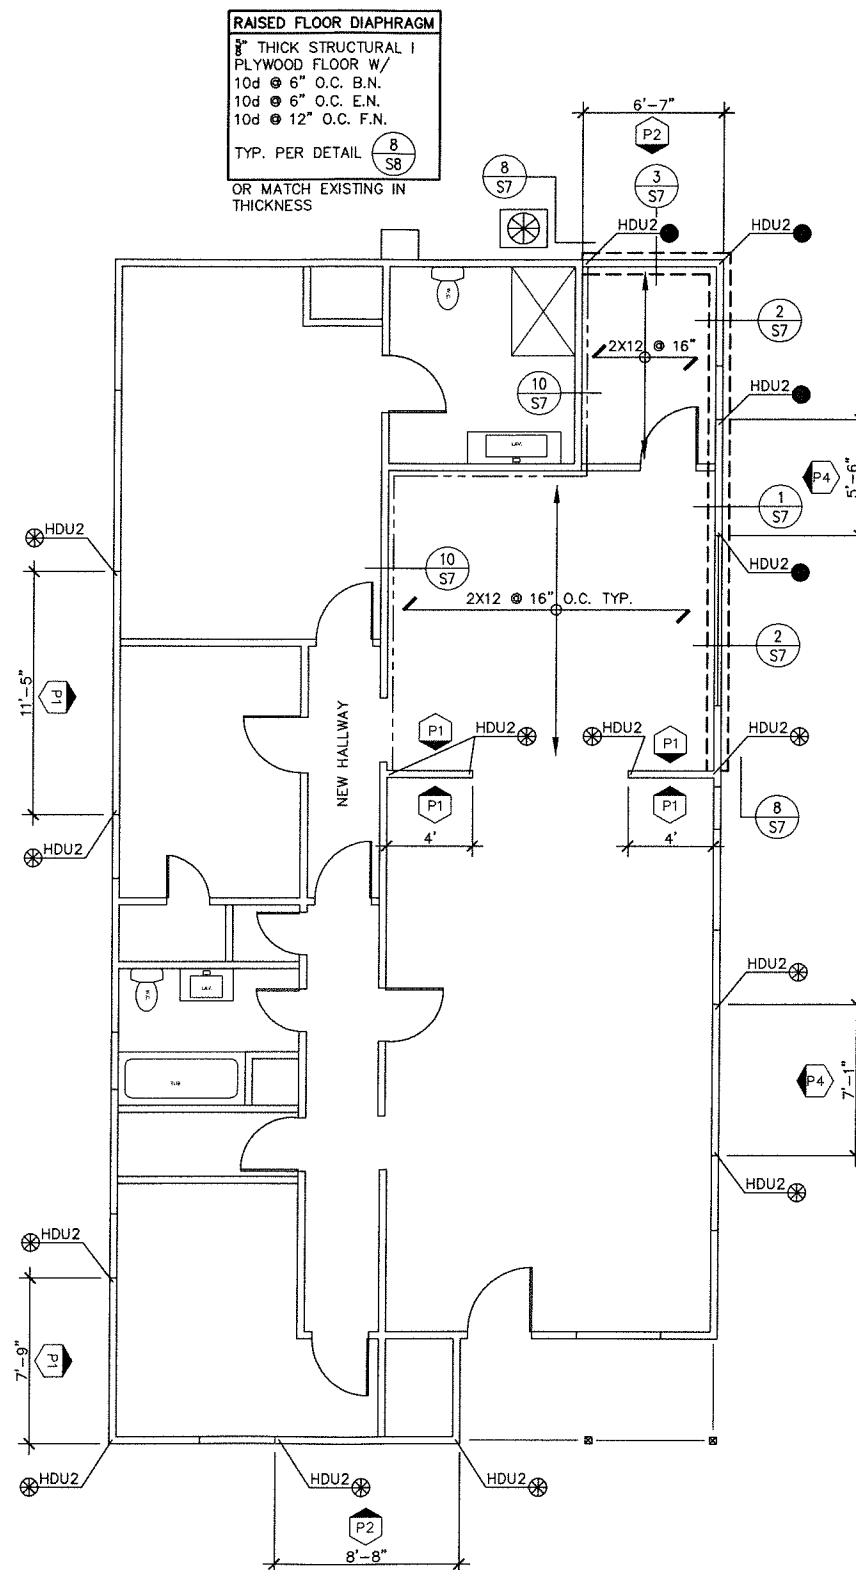 RAISED FLOOR DIAPHRAGM
" THICK STRUCTURAL I
PLYWOOD FLOOR W/
10d @ 6" O.C. B.N.
10d @ 6" O.C. E.N.
10d @ 12" O.C. F.N.
TYP. PER DETAIL 8
S8
OR MATCH EXISTING IN
THICKNESS
6'-7"
P2
8
S7
3
S7
HDU2
HDU2
2
S7
2X12 @ 16"
10
S7
HDU2
P4
5'-6"
1
S7
HDU2
10
S7
HDU2
2X12 @ 16" O.C. TYP.
2
S7
11'-5"
P1
NEW HALLWAY
P1
HDU2
HDU2
P1
HDU2
P1
P1
8
S7
4'
4'
HDU2
HDU2
W.C.
LAV.
W.C.
LAV.
P4
7'-1"
HDU2
HDU2
7'-9"
P1
HDU2
HDU2
HDU2
P2
8'-8"